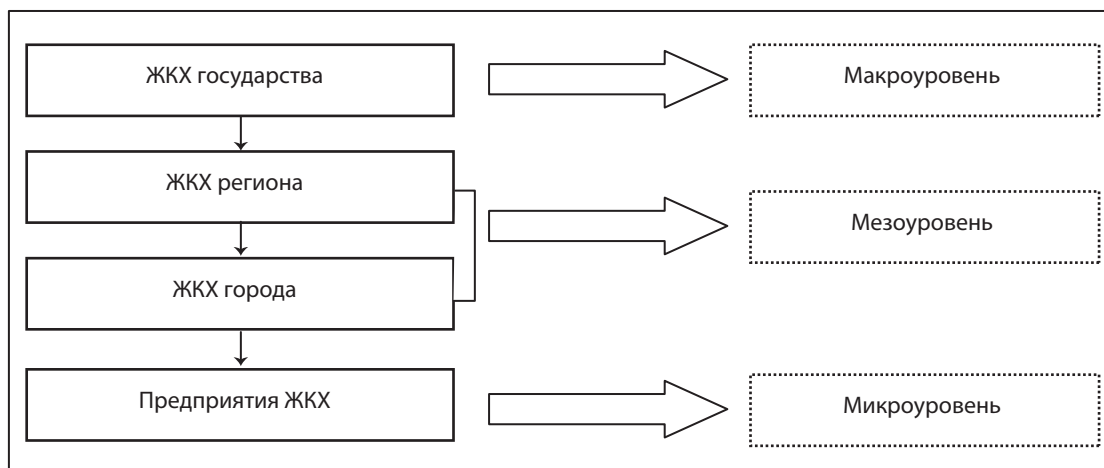 ЖКХ государства
Макроуровень
ЖКХ региона
Мезоуровень
ЖКХ города
Предприятия ЖКХ
Микроуровень